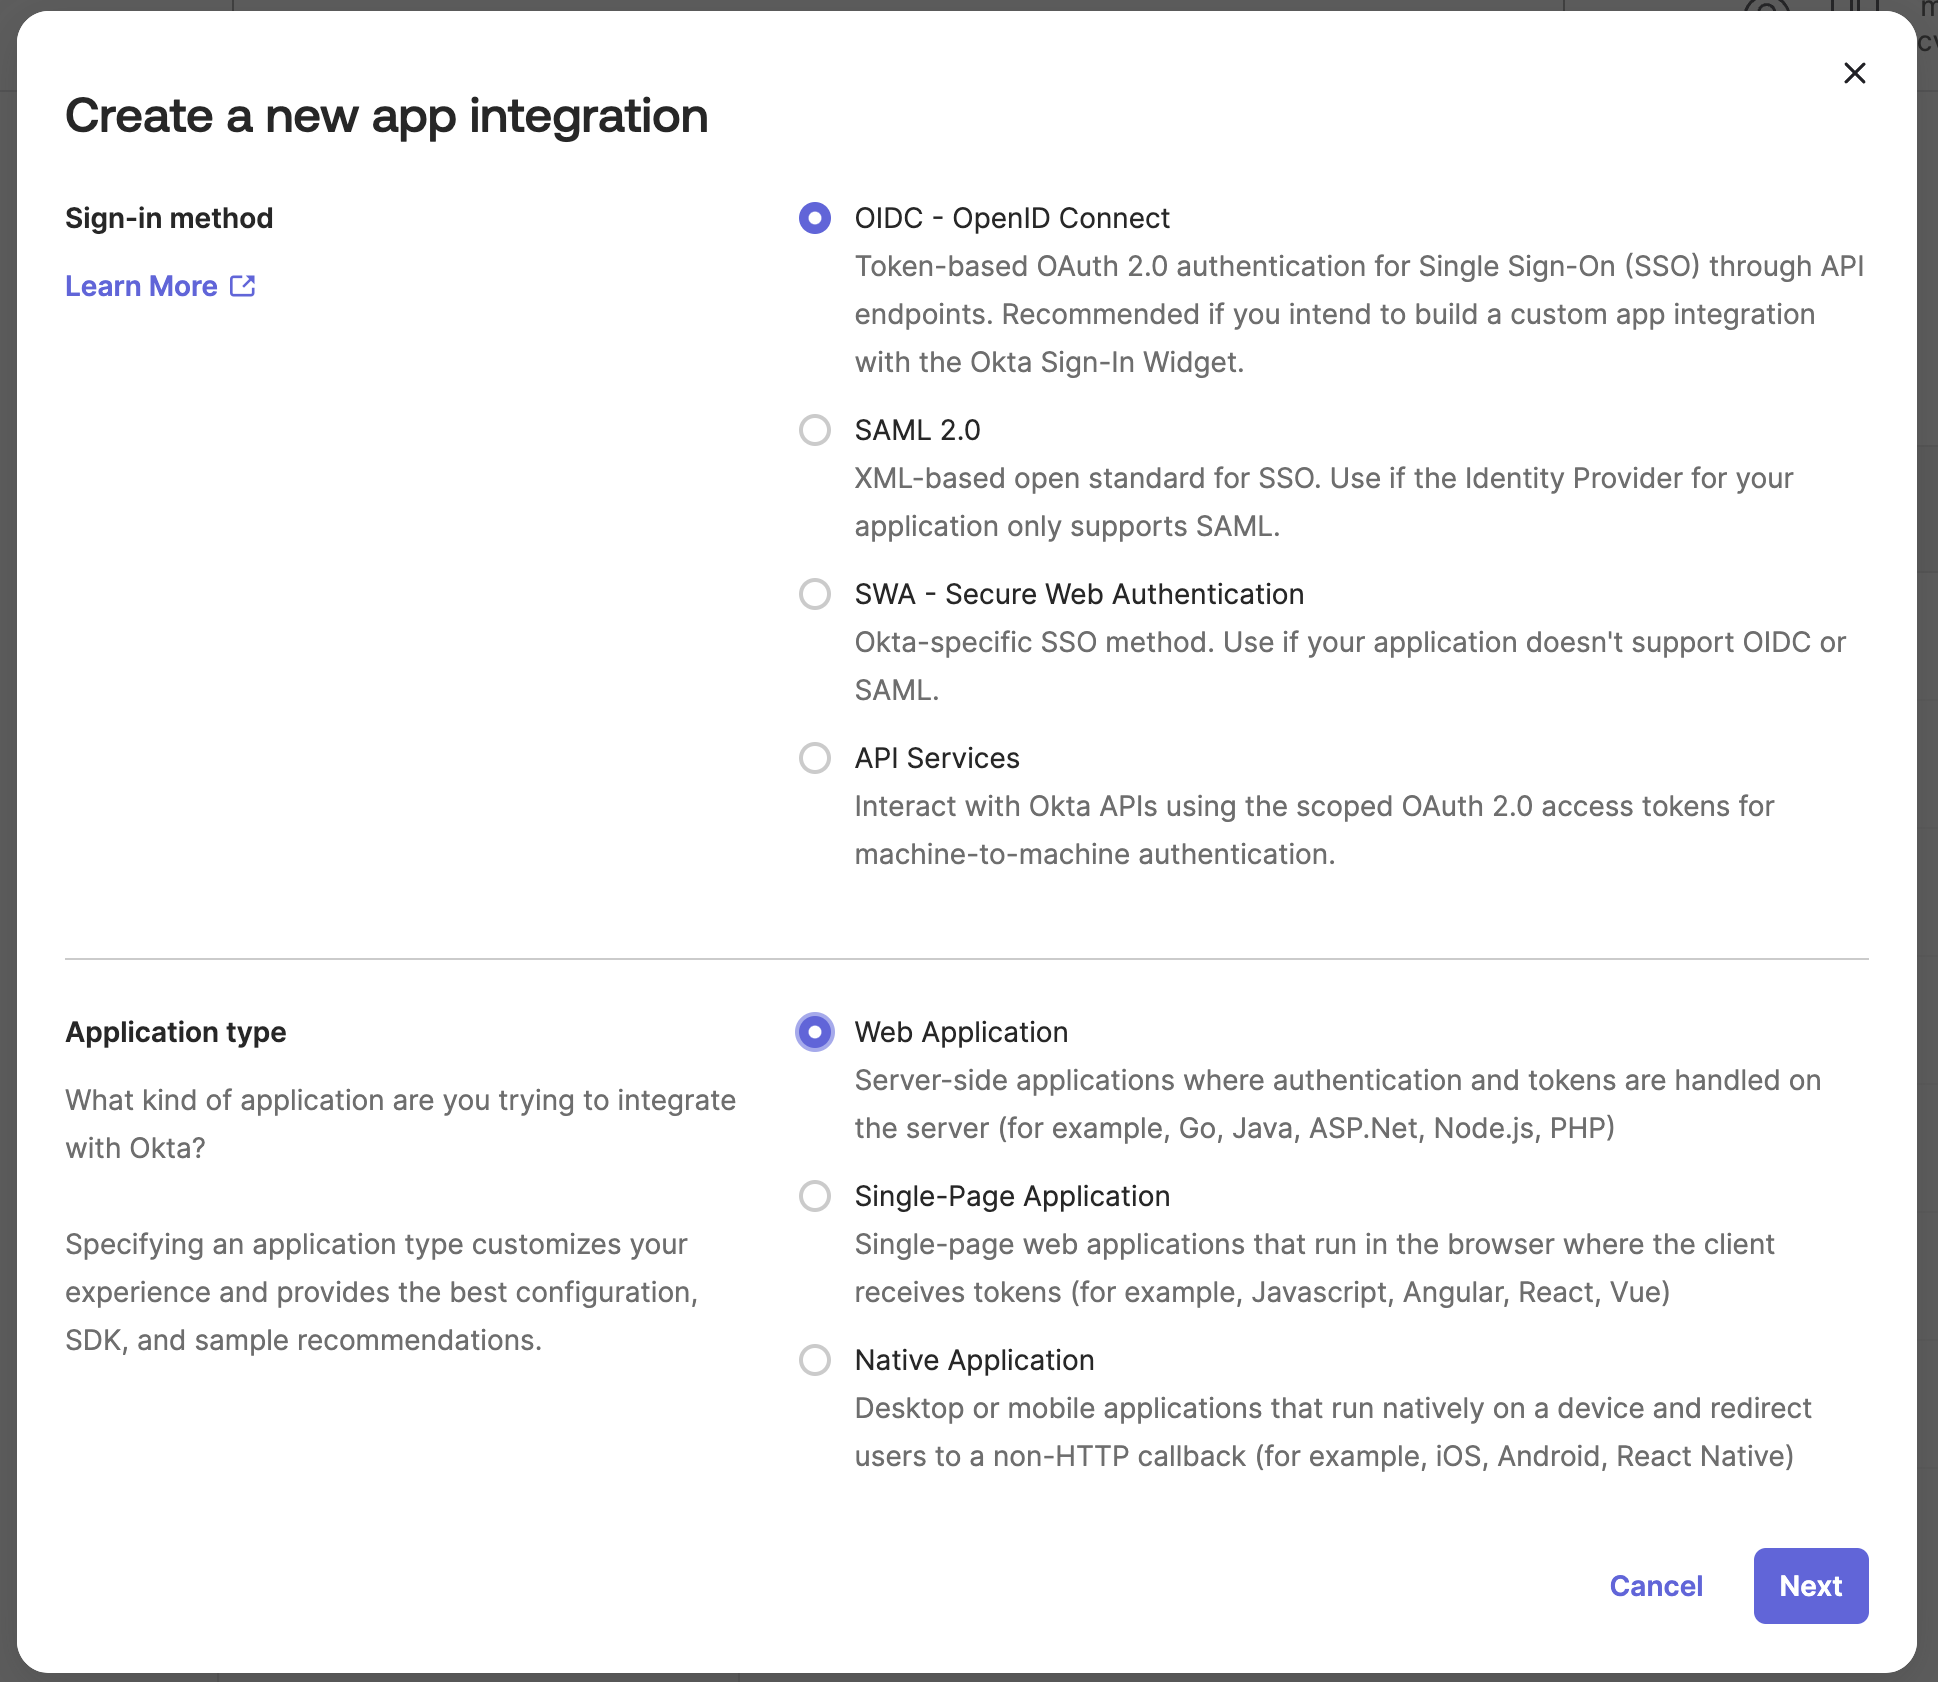 Create a new app integration
Sign-in method
Learn More
OIDC - OpenID Connect
Token-based OAuth 2.0 authentication for Single Sign-On (SSO) through API
endpoints. Recommended if you intend to build a custom app integration
with the Okta Sign-In Widget.
SAML 2.0
XML-based open standard for SSO. Use if the Identity Provider for your
application only supports SAML.
SWA - Secure Web Authentication
Okta-specific SSO method. Use if your application doesn't support OIDC or
SAML.
API Services
Interact with Okta APIs using the scoped OAuth 2.0 access tokens for
machine-to-machine authentication.
Application type
What kind of application are you trying to integrate
with Okta?
Specifying an application type customizes your
experience and provides the best configuration,
SDK, and sample recommendations.
Web Application
Server-side applications where authentication and tokens are handled on
the server (for example, Go, Java, ASP.Net, Node.js, PHP)
Single-Page Application
Single-page web applications that run in the browser where the client
receives tokens (for example, Javascript, Angular, React, Vue)
Native Application
Desktop or mobile applications that run natively on a device and redirect
users to a non-HTTP callback (for example, iOS, Android, React Native)
Cancel
Next